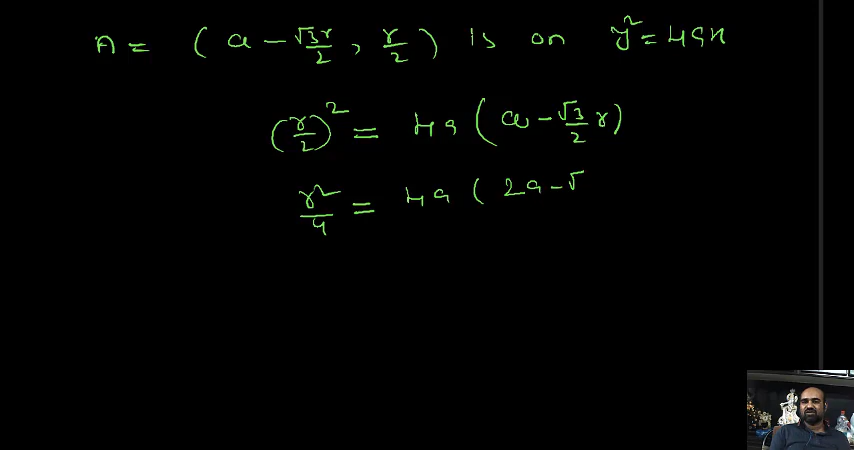 A = (a - √3r/2, r/2) is on y² = 4ax
(r/2)² = 4a(a - √3/2 r)
r²/4 = 4a(2a - √